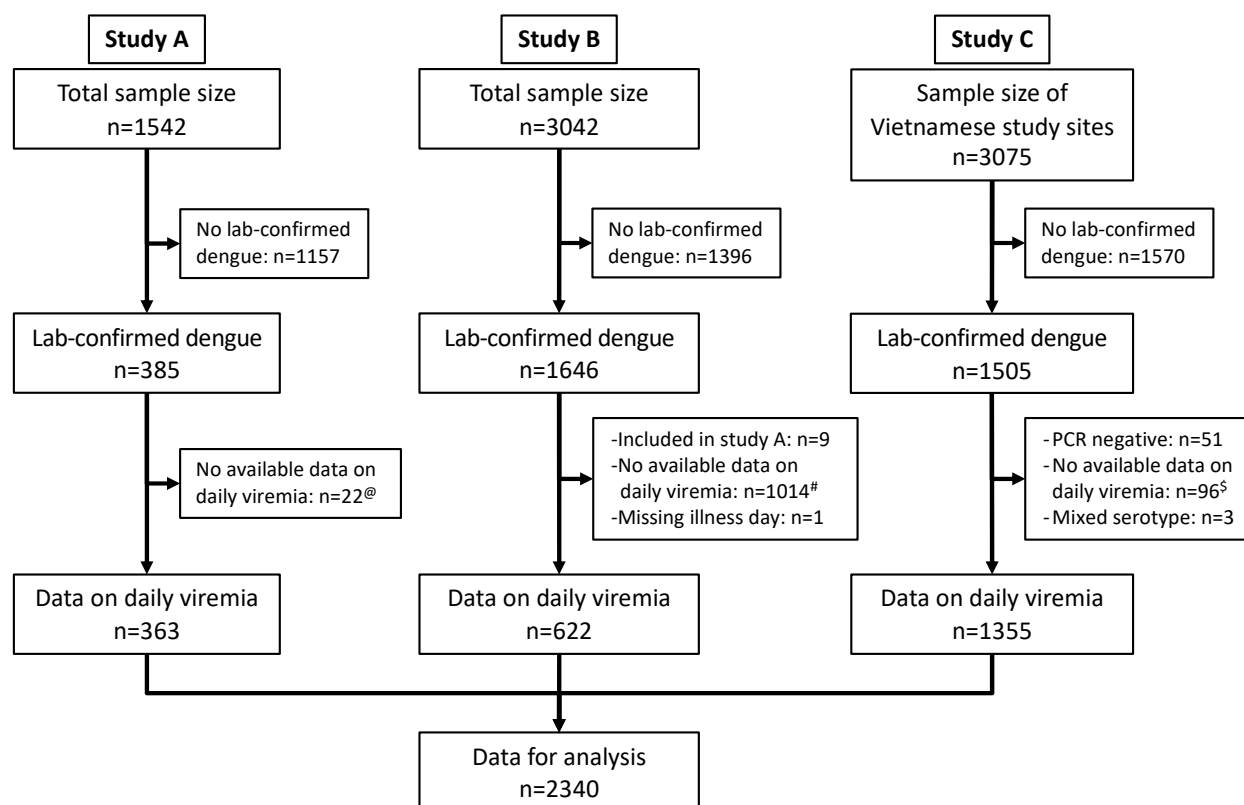 Study A
Study B
Study C
Total sample size
n=1542
Total sample size
n=3042
Sample size of
Vietnamese study sites
n=3075
No lab-confirmed
dengue: n=1157
No lab-confirmed
dengue: n=1396
No lab-confirmed
dengue: n=1570
Lab-confirmed dengue
n=385
Lab-confirmed dengue
n=1646
Lab-confirmed dengue
n=1505
No available data on
daily viremia: n=22@
-Included in study A: n=9
-No available data on
daily viremia: n=1014#
-Missing illness day: n=1
-PCR negative: n=51
-No available data on
daily viremia: n=96$
-Mixed serotype: n=3
Data on daily viremia
n=363
Data on daily viremia
n=622
Data on daily viremia
n=1355
Data for analysis
n=2340